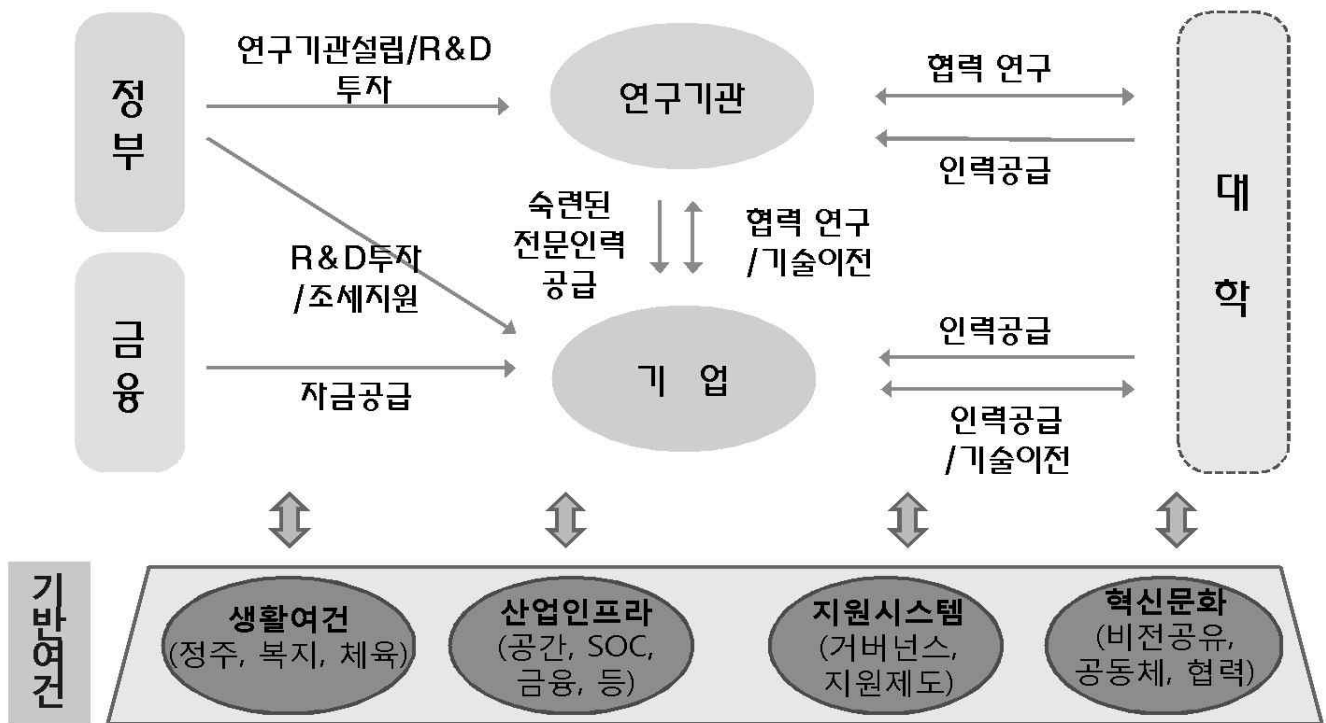 정
부
연구기관설립/R&D
투자
연구기관
협력 연구
인력공급
대
학
숙련된
전문인력
공급
협력 연구
/기술이전
R&D투자
/조세지원
금
융
자금공급
기 업
인력공급
인력공급
/기술이전
기
반
여
건
생활여건
(정주, 복지, 체육)
산업인프라
(공간, SOC,
금융, 등)
지원시스템
(거버넌스,
지원제도)
혁신문화
(비전공유,
공동체, 협력)